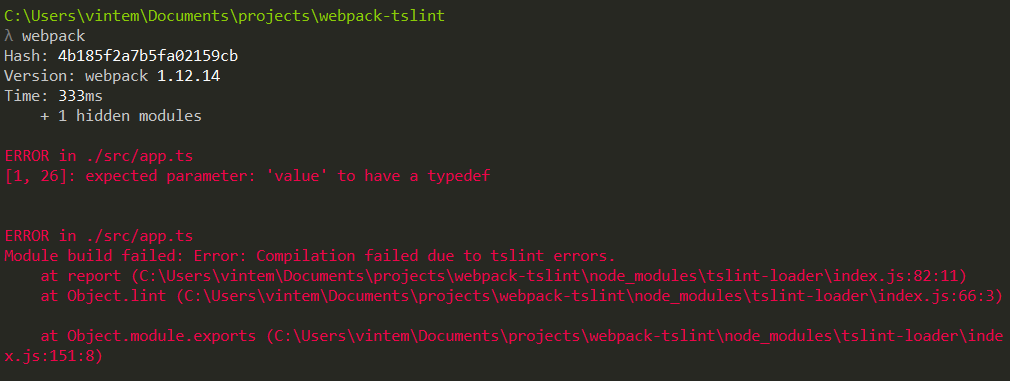 C:\Users\vintem\Documents\projects\webpack-tslint
λ webpack
Hash: 4b185f2a7b5fa02159cb
Version: webpack 1.12.14
Time: 333ms
    + 1 hidden modules

ERROR in ./src/app.ts
[1, 26]: expected parameter: 'value' to have a typedef


ERROR in ./src/app.ts
Module build failed: Error: Compilation failed due to tslint errors.
    at report (C:\Users\vintem\Documents\projects\webpack-tslint\node_modules\tslint-loader\index.js:82:11)
    at Object.lint (C:\Users\vintem\Documents\projects\webpack-tslint\node_modules\tslint-loader\index.js:66:3)

    at Object.module.exports (C:\Users\vintem\Documents\projects\webpack-tslint\node_modules\tslint-loader\inde
x.js:151:8)